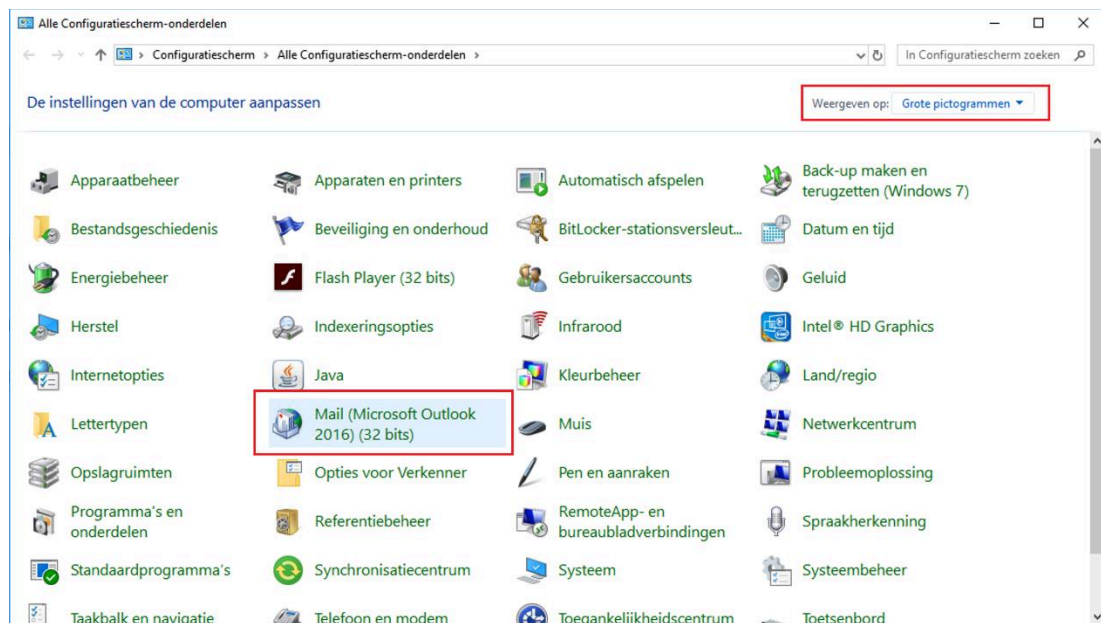 Alle Configuratiescherm-onderdelen
Configuratiescherm > Alle Configuratiescherm-onderdelen >
In Configuratiescherm zoeken
De instellingen van de computer aanpassen
Weergeven op: Grote pictogrammen
Apparaatbeheer
Apparaten en printers
Automatisch afspelen
Back-up maken en
terugzetten (Windows 7)
Bestandsgeschiedenis
Beveiliging en onderhoud
BitLocker-stationsversleut...
Datum en tijd
Energiebeheer
Flash Player (32 bits)
Gebruikersaccounts
Geluid
Herstel
Indexeringsopties
Infrarood
Intel® HD Graphics
Internetopties
Java
Kleurbeheer
Land/regio
Lettertypen
Mail (Microsoft Outlook
2016) (32 bits)
Muis
Netwerkcentrum
Opslagruimten
Opties voor Verkenner
Pen en aanraken
Probleemoplossing
Programma's en
onderdelen
Referentiebeheer
RemoteApp- en
bureaubladverbindingen
Spraakherkenning
Standaardprogramma's
Synchronisatiecentrum
Systeem
Systeembeheer
Taakbalk en navigatie
Telefoon en modem
Toegankelijkheidscentrum
Toetsenbord